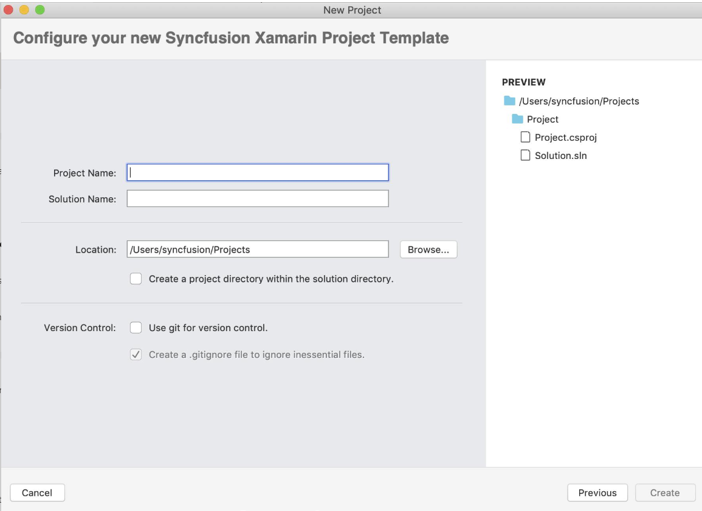 New Project
Configure your new Syncfusion Xamarin Project Template
PREVIEW
/Users/syncfusion/Projects
Project
Project.csproj
Solution.sln
Project Name:
Solution Name:
Location: /Users/syncfusion/Projects Browse...
Create a project directory within the solution directory.
Version Control: Use git for version control.
Create a .gitignore file to ignore inessential files.
Cancel Previous Create